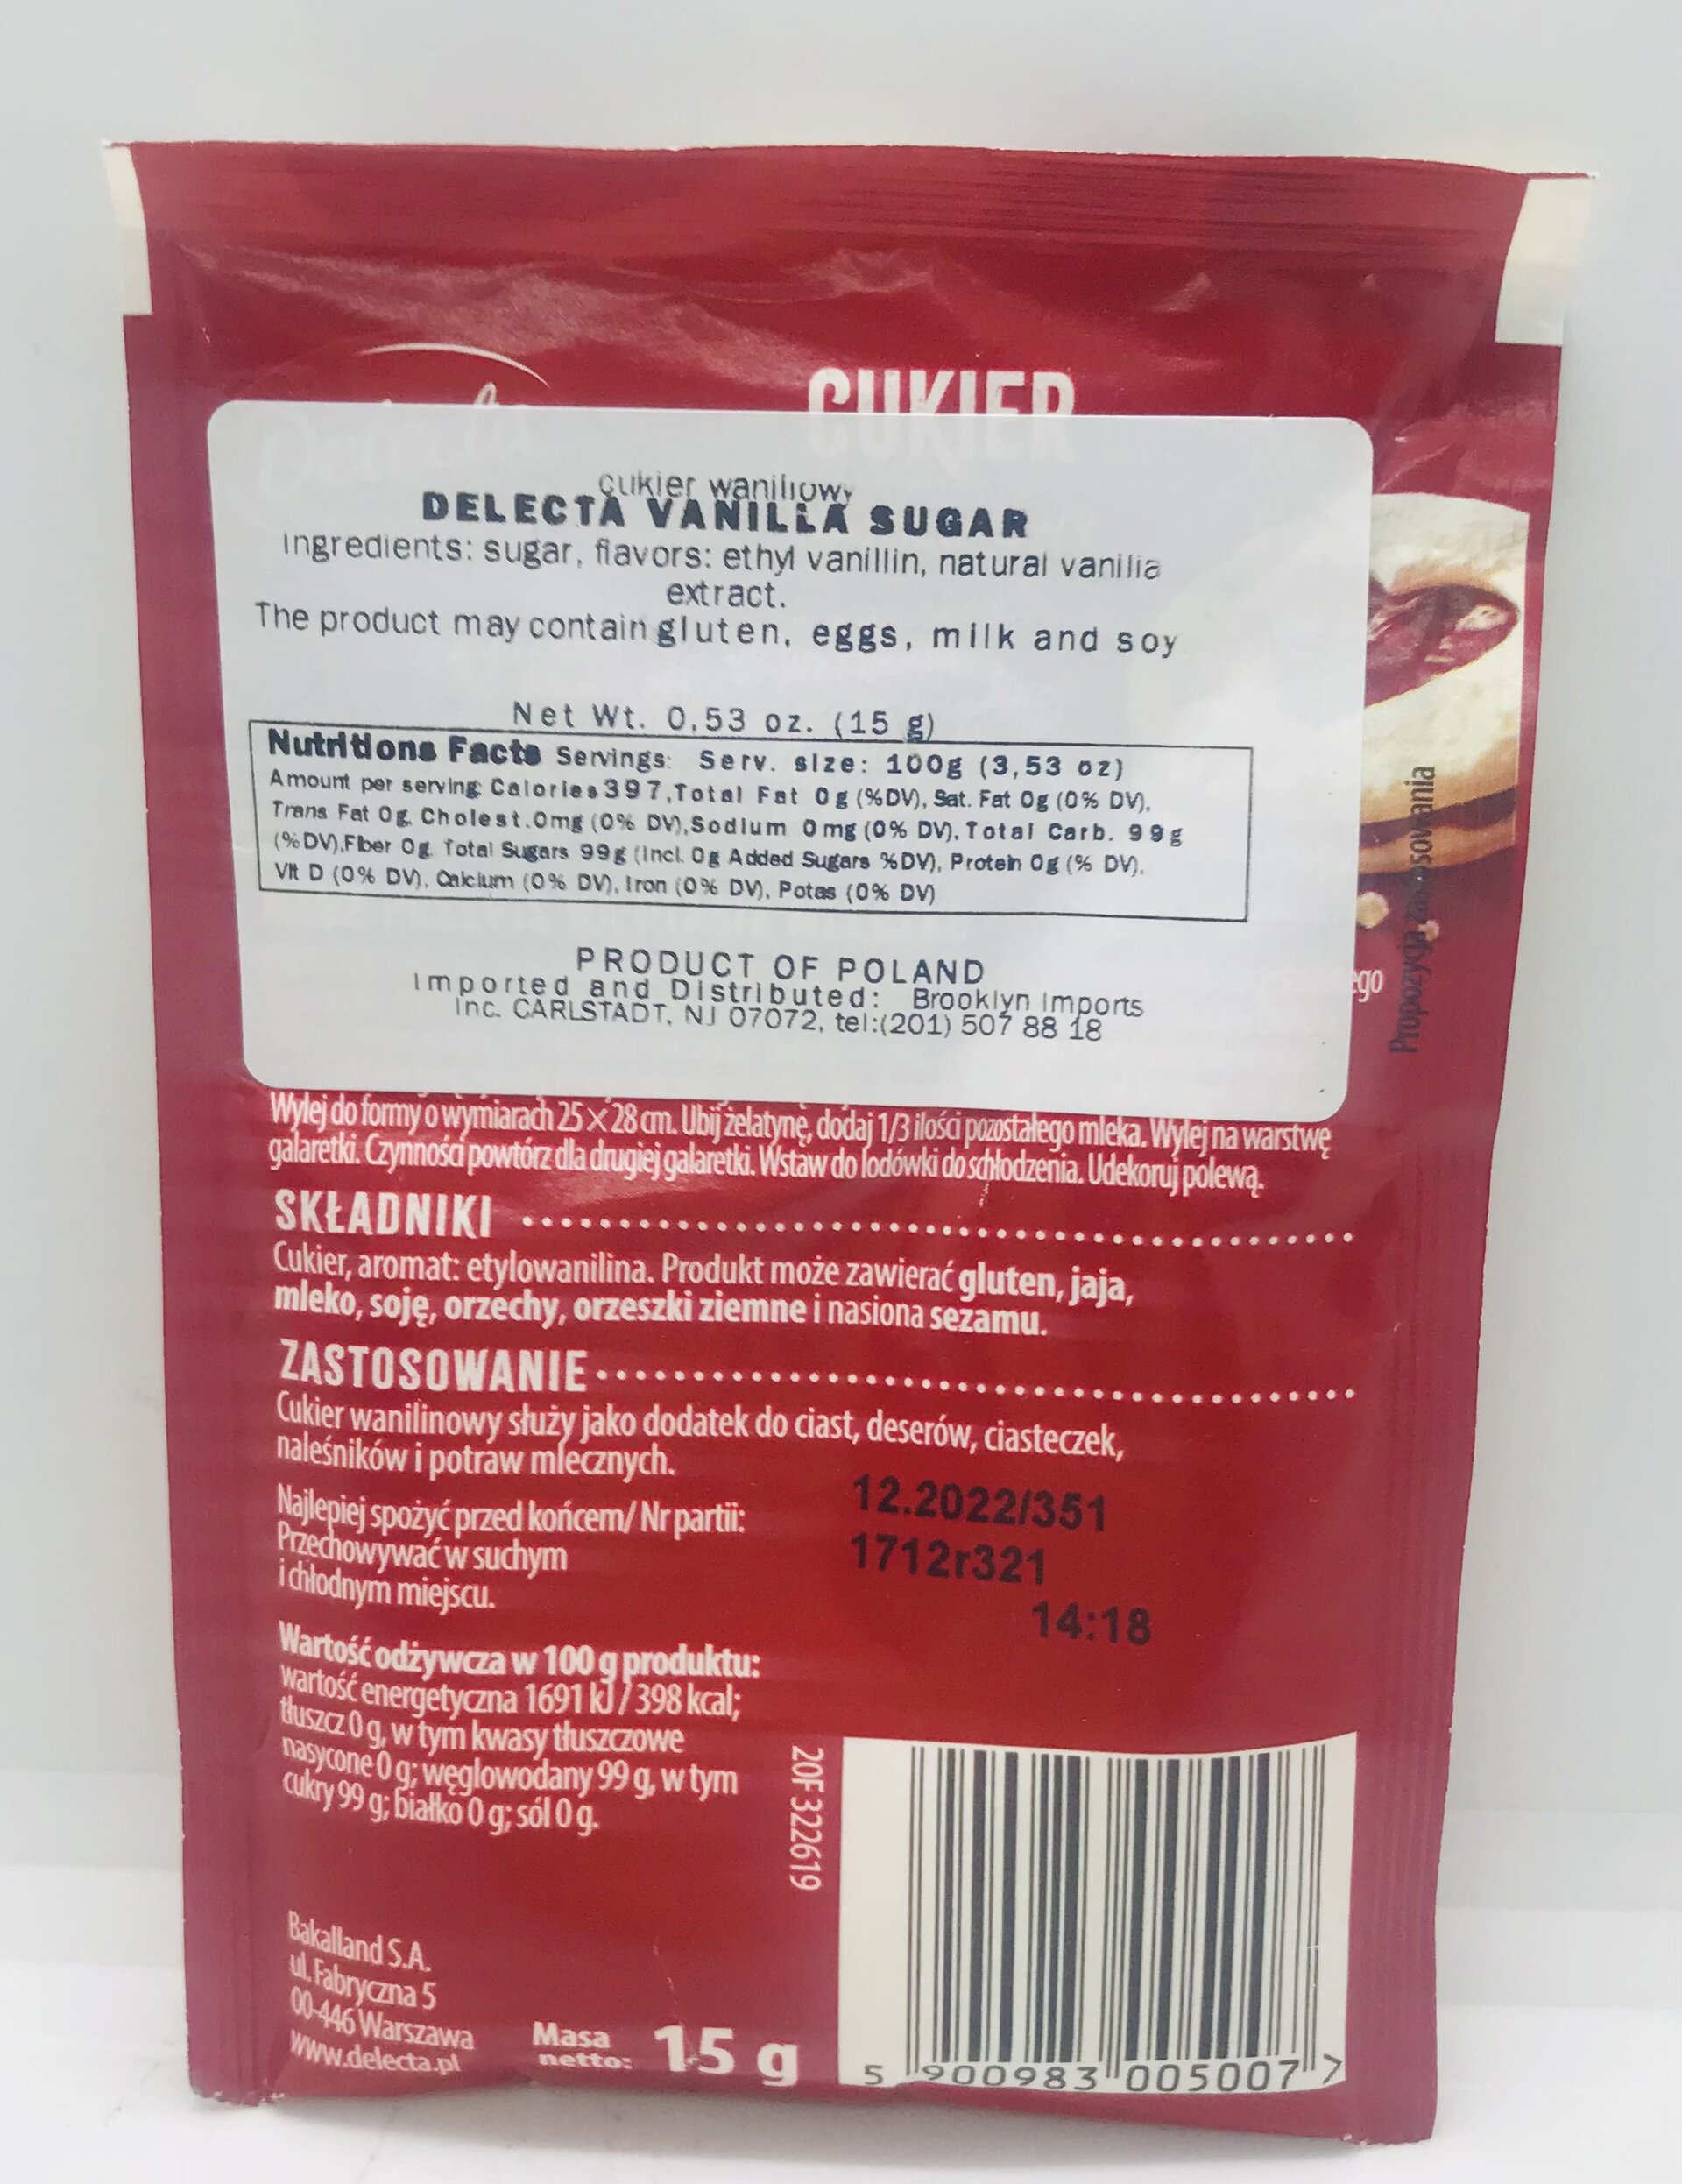 CUKIER
cukier waniliowy
DELECTA VANILLA SUGAR
ingredients: sugar, flavors: ethyl vanillin, natural vanilia
extract.
The product may contain gluten, eggs, milk and soy
Net Wt. 0,53 oz. (15 g)
Nutritions Facts Servings: Serv. size: 100g (3,53 oz)
Amount per serving: Calories 397, Total Fat 0g (%DV), Sat. Fat 0g (0% DV),
Trans Fat 0g, Cholest.0mg (0% DV), Sodium 0mg (0% DV), Total Carb. 99g
(%DV), Fiber 0g, Total Sugars 99g (Incl. 0g Added Sugars %DV), Protein 0g (% DV),
Vit D (0% DV), Calcium (0% DV), Iron (0% DV), Potas (0% DV)
PRODUCT OF POLAND
Imported and Distributed: Brooklyn Imports
Inc. CARLSTADT, NJ 07072, tel:(201) 507 88 18
ego
Propozycja zastosowania
Wylej do formy o wymiarach 25 × 28 cm. Ubij żelatynę, dodaj 1/3 ilości pozostałego mleka. Wylej na warstwę
galaretki. Czynności powtórz dla drugiej galaretki. Wstaw do lodówki do schłodzenia. Udekoruj polewą.
SKŁADNIKI
Cukier, aromat: etylowanilina. Produkt może zawierać gluten, jaja,
mleko, soję, orzechy, orzeszki ziemne i nasiona sezamu.
ZASTOSOWANIE
Cukier wanilinowy służy jako dodatek do ciast, deserów, ciasteczek,
naleśników i potraw mlecznych.
Najlepiej spożyć przed końcem/ Nr partii:
Przechowywać w suchym
i chłodnym miejscu.
12.2022/351
1712r321
14:18
Wartość odżywcza w 100 g produktu:
wartość energetyczna 1691 kJ / 398 kcal;
tłuszcz 0 g, w tym kwasy tłuszczowe
nasycone 0 g; węglowodany 99 g, w tym
cukry 99 g; białko 0 g; sól 0 g.
20F322619
Bakalland S.A.
ul. Fabryczna 5
00-446 Warszawa
www.delecta.pl
Masa
netto: 15 g
5 900983 005007 >